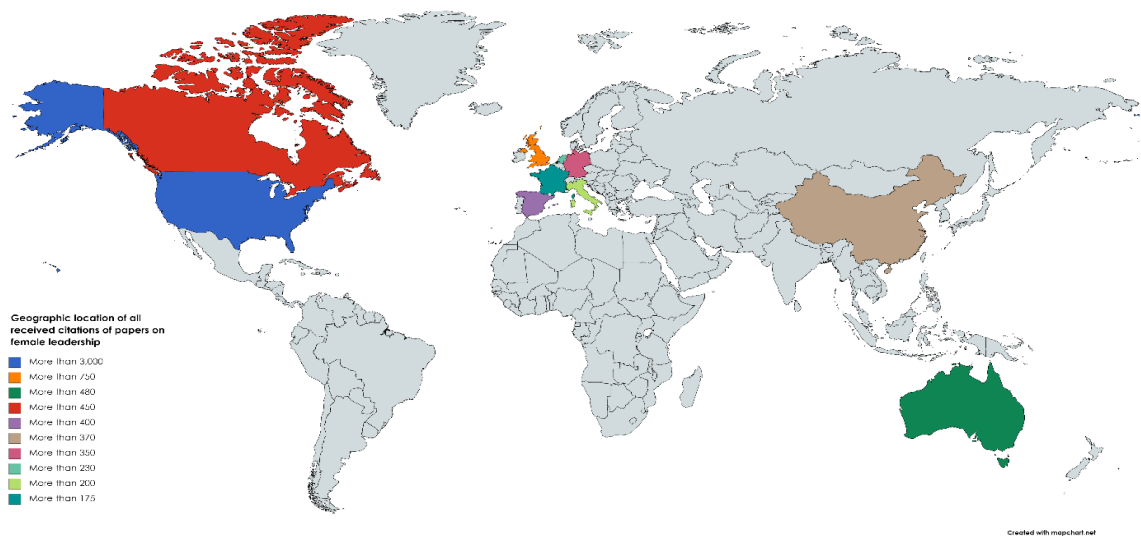 Geographic location of all
received citations of papers on
female leadership
More than 3,000
More than 750
More than 480
More than 450
More than 400
More than 370
More than 350
More than 230
More than 200
More than 175
Created with mapchart.net